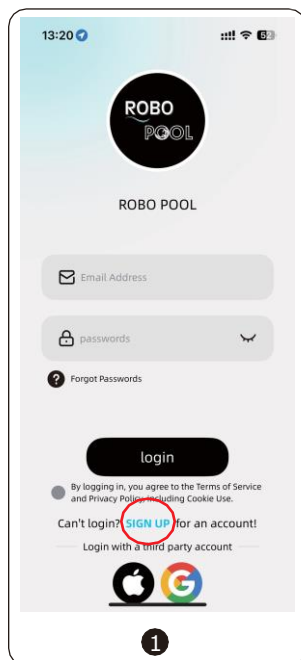 13:20
52
ROBO
POOL
ROBO POOL
Email Address
passwords
? Forgot Passwords
login
By logging in, you agree to the Terms of Service
and Privacy Policy, including Cookie Use.
Can't login? SIGN UP for an account!
Login with a third party account
1